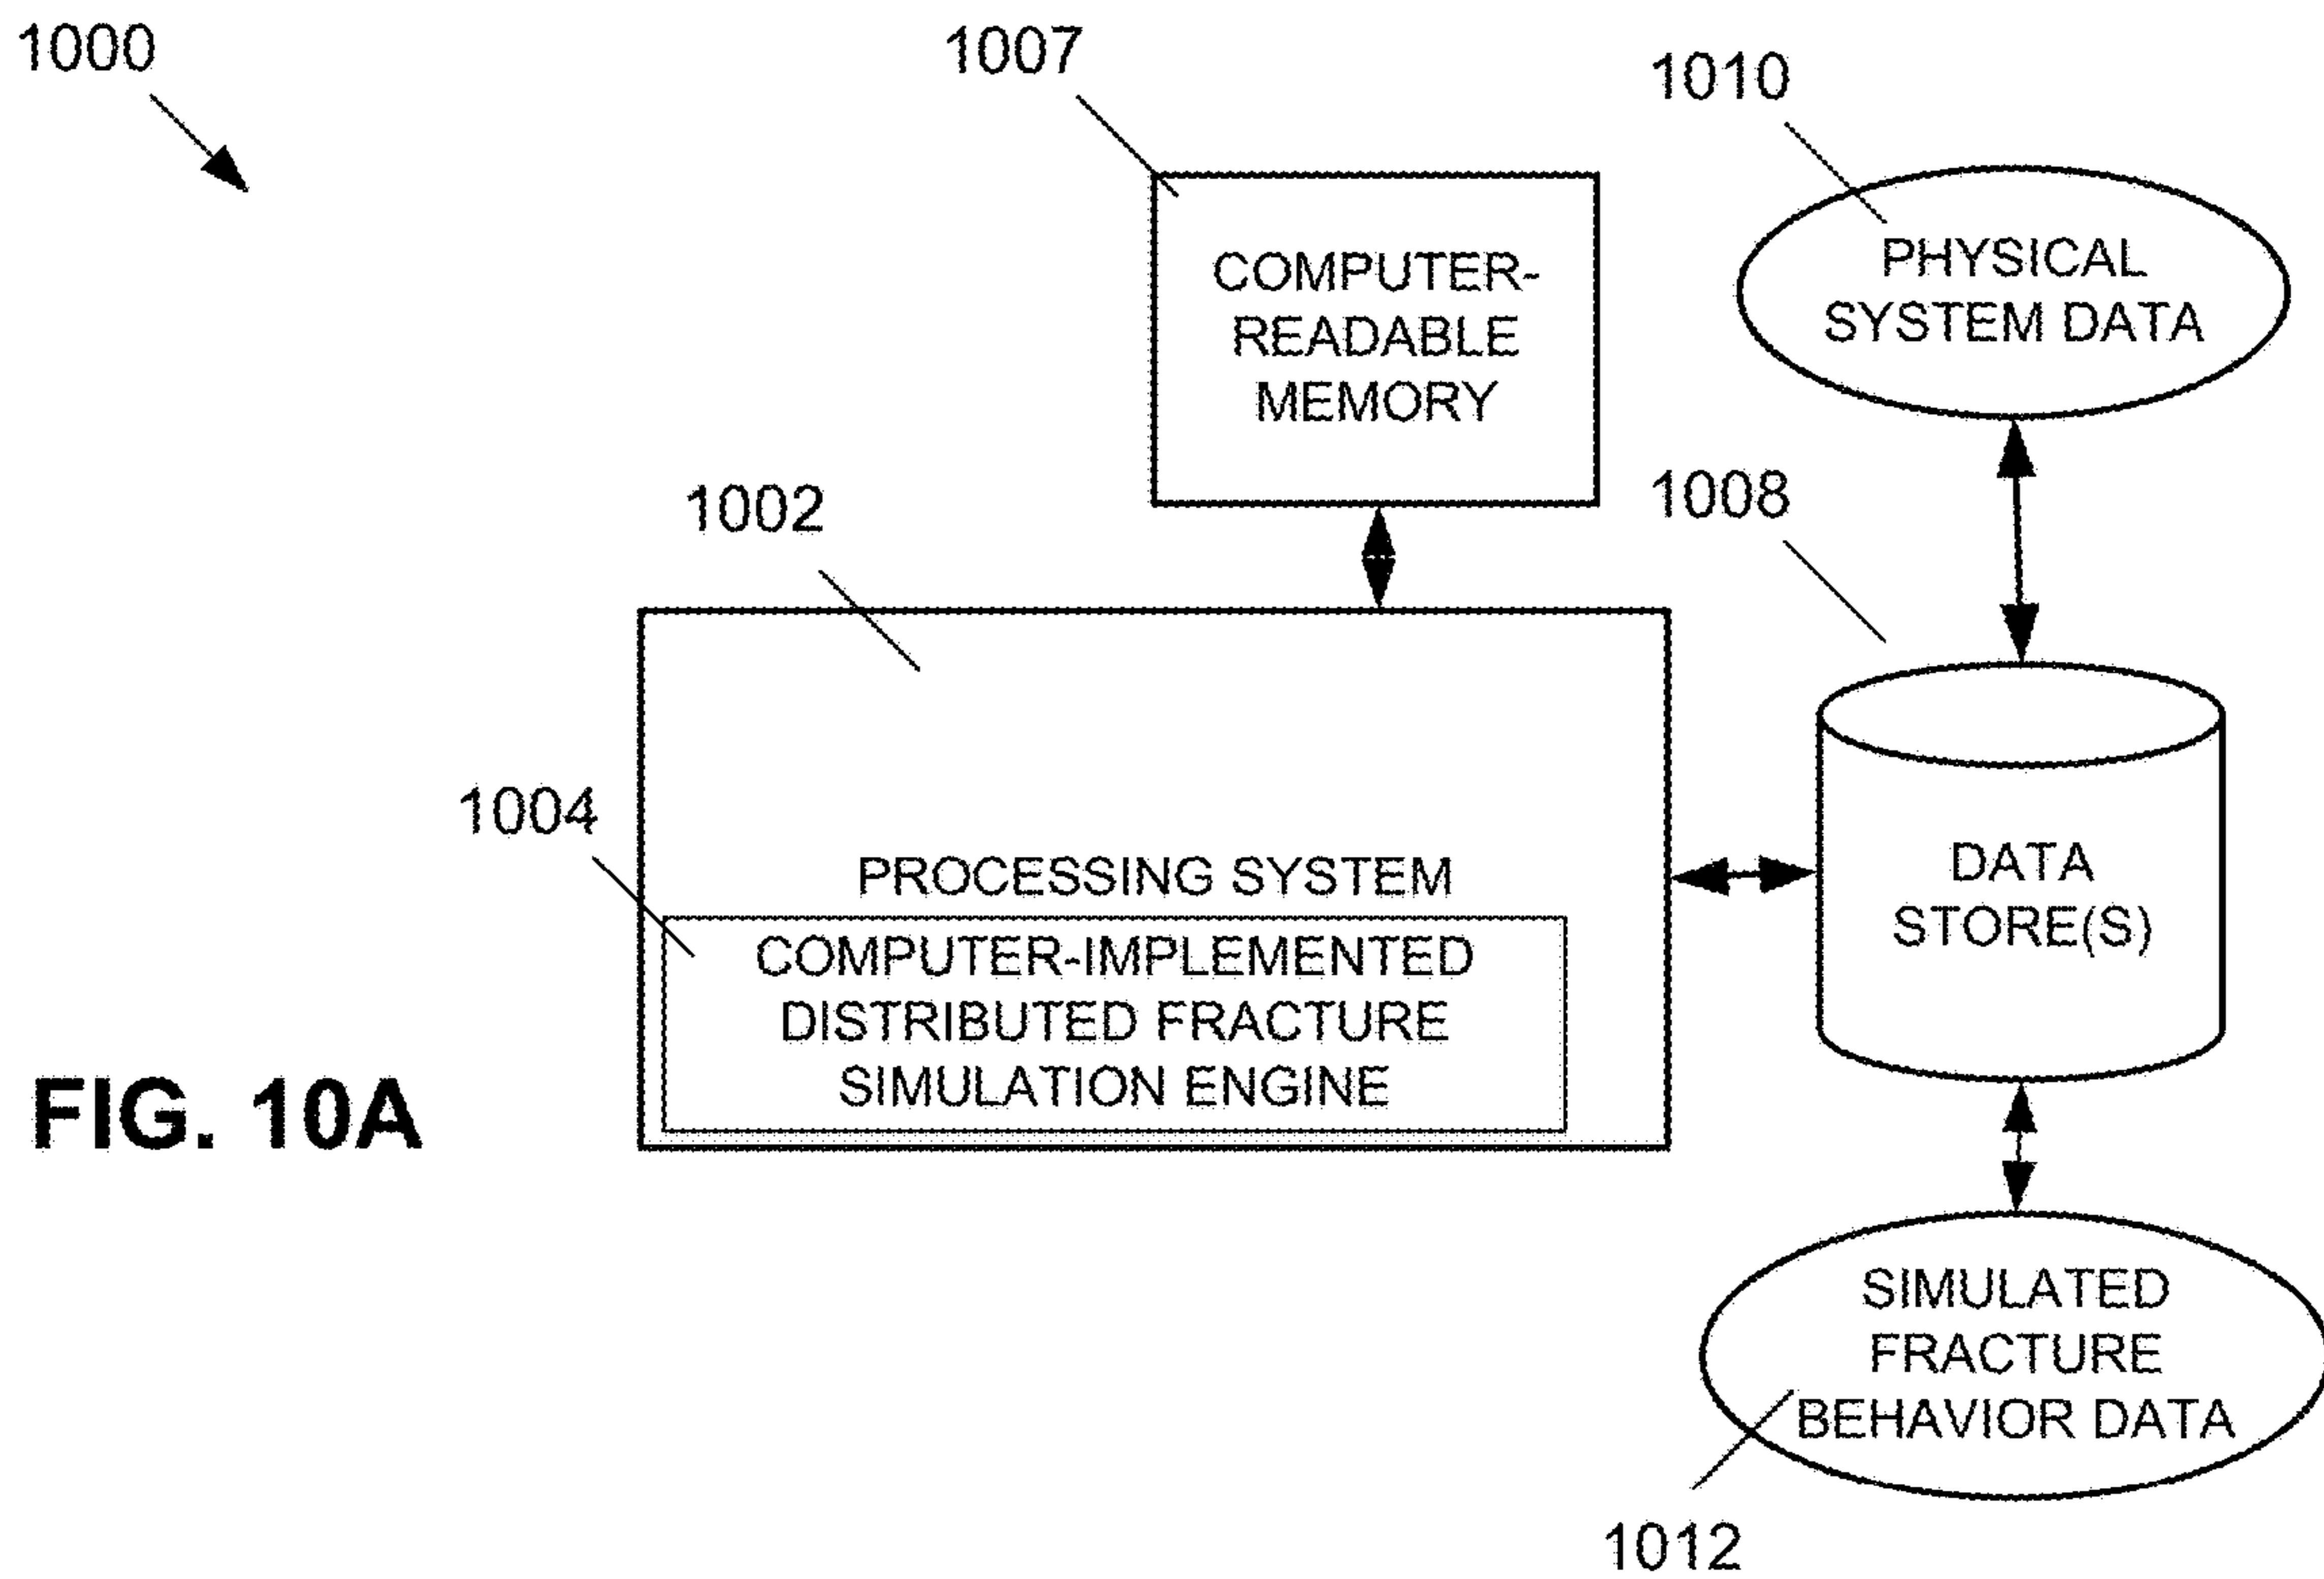 1000
1007
1010
COMPUTER-
READABLE
MEMORY
PHYSICAL
SYSTEM DATA
1002
1008
1004
PROCESSING SYSTEM
COMPUTER-IMPLEMENTED
DISTRIBUTED FRACTURE
SIMULATION ENGINE
DATA
STORE(S)
FIG. 10A
SIMULATED
FRACTURE
BEHAVIOR DATA
1012